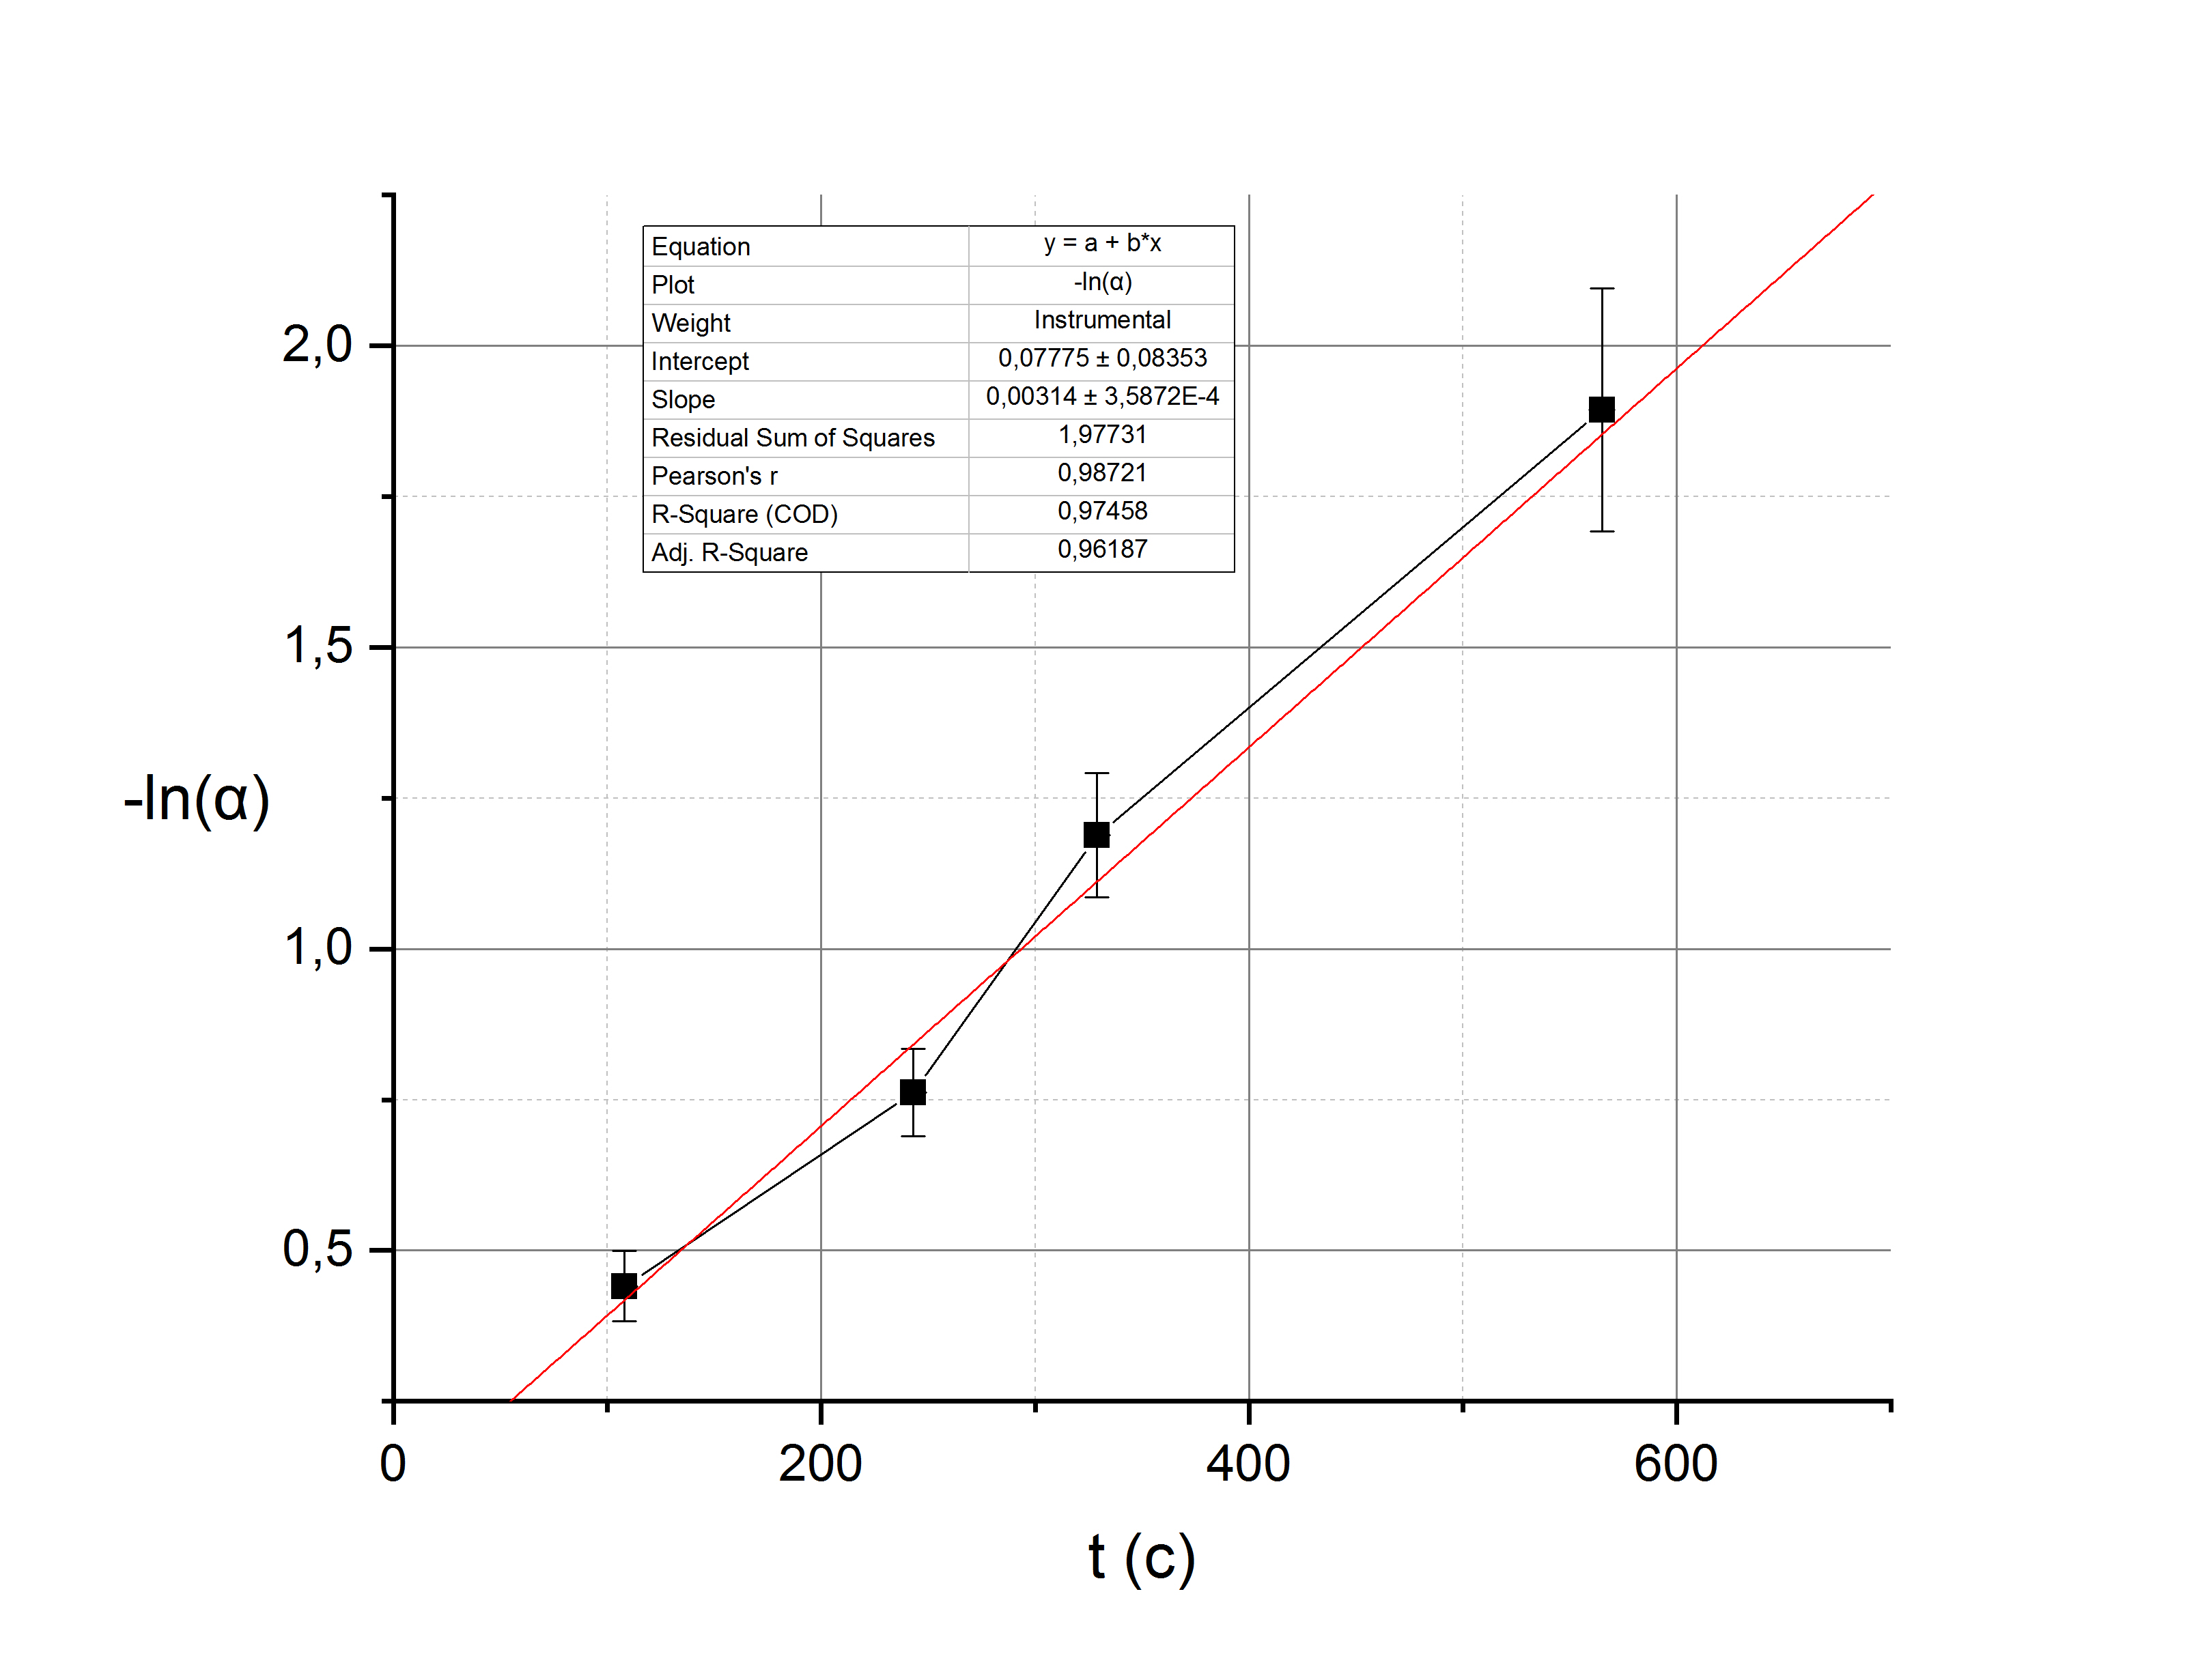 Equation y = a + b*x
Plot -ln(α)
Weight Instrumental
Intercept 0,07775 ± 0,08353
Slope 0,00314 ± 3,5872E-4
Residual Sum of Squares 1,97731
Pearson's r 0,98721
R-Square (COD) 0,97458
Adj. R-Square 0,96187
2,0
1,5
-ln(α)
1,0
0,5
0 200 400 600
t (c)